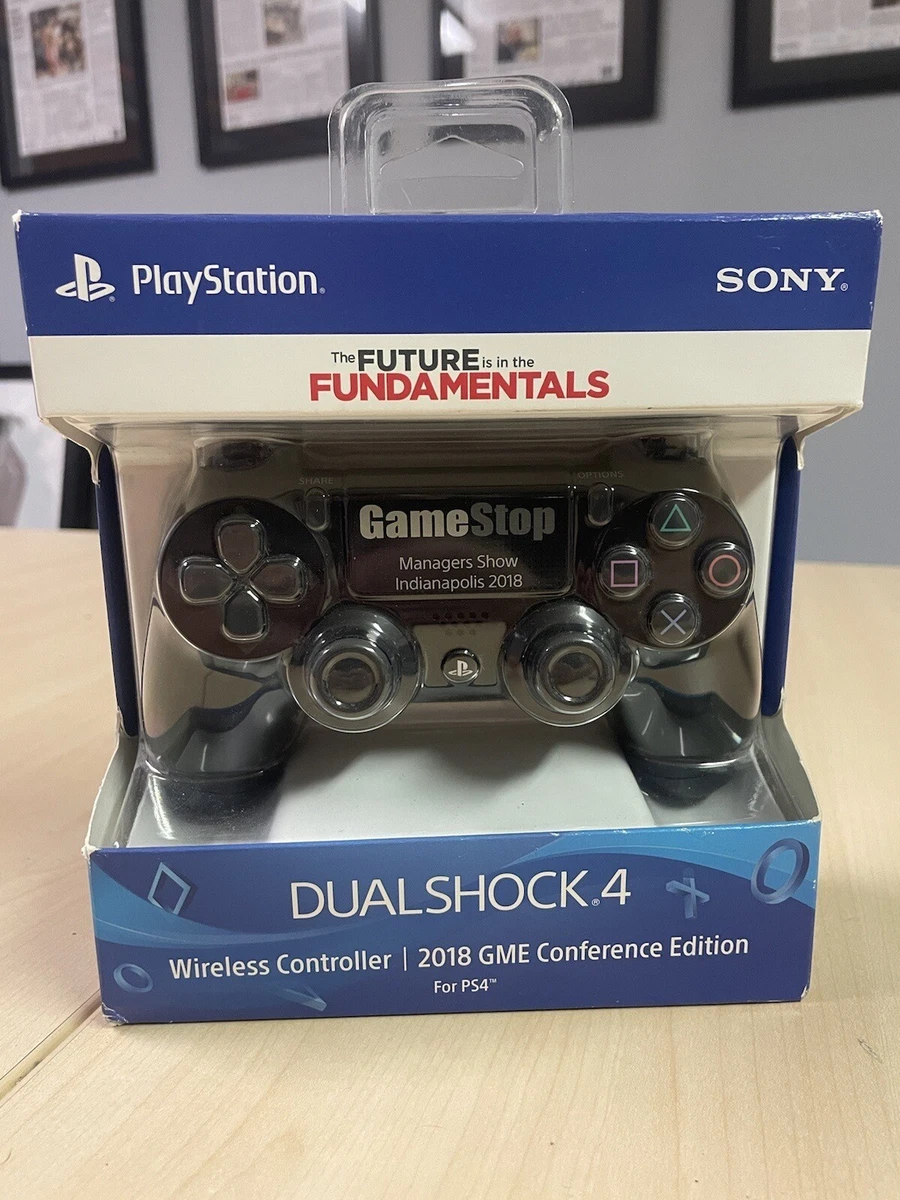 PlayStation®
SONY®
The FUTURE is in the
FUNDAMENTALS
SHARE
OPTIONS
GameStop
Managers Show
Indianapolis 2018
DUALSHOCK®4
Wireless Controller | 2018 GME Conference Edition
For PS4™